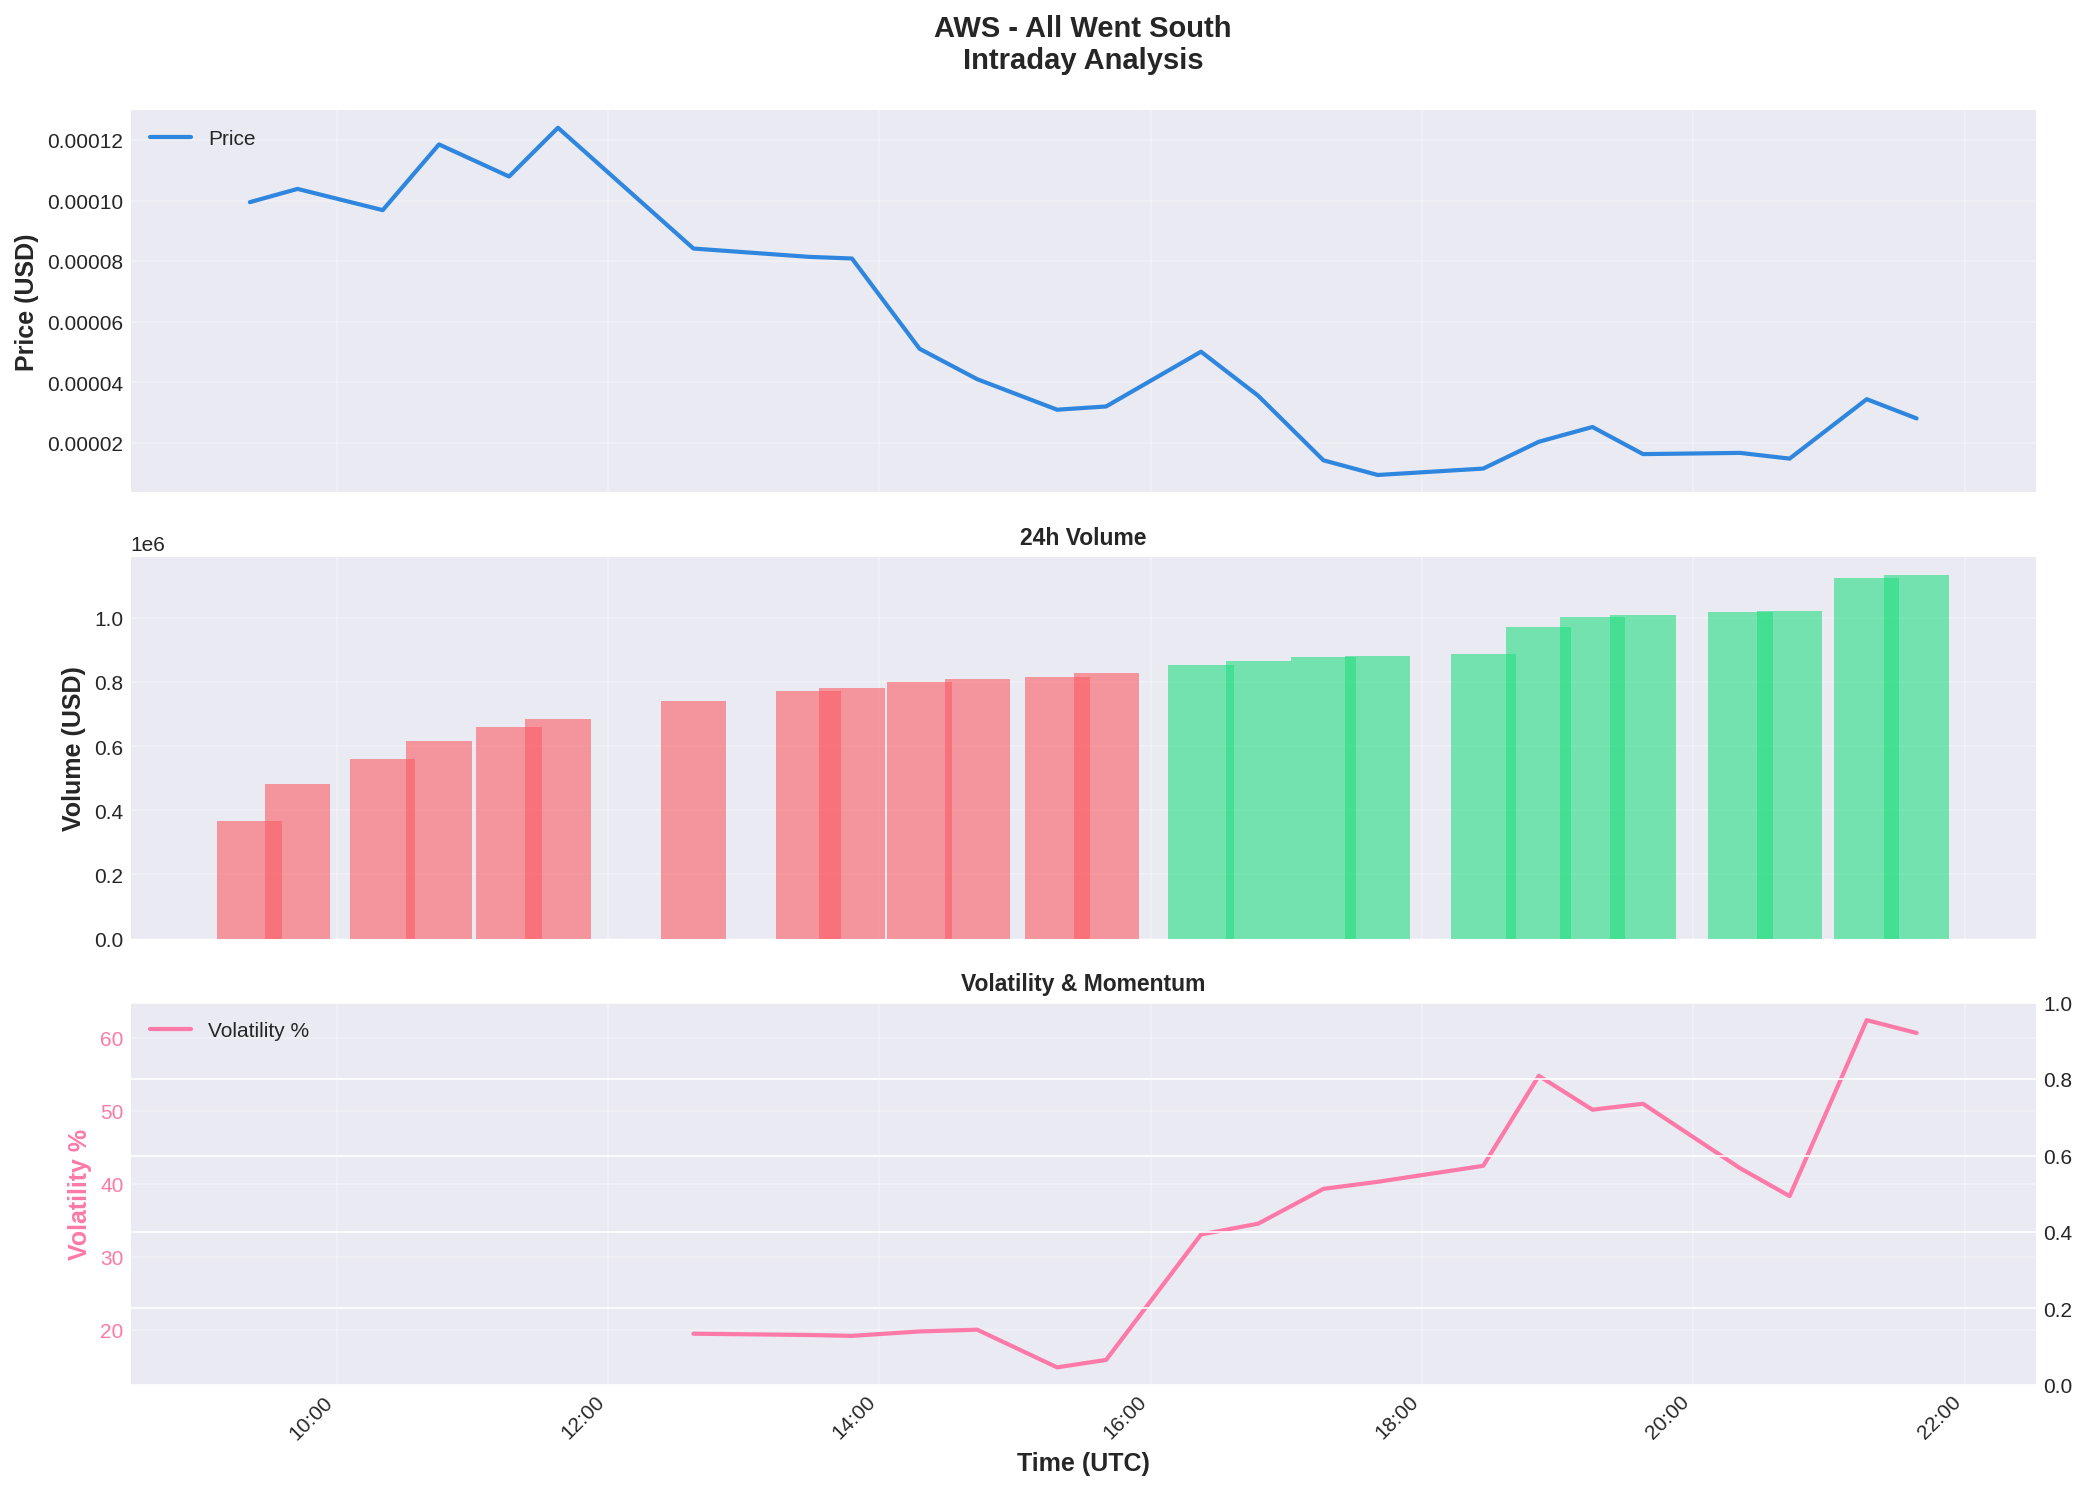 AWS - All Went South
Intraday Analysis
Price
0.00012
0.00010
0.00008
0.00006
0.00004
0.00002
Price (USD)
24h Volume
1e6
1.0
0.8
0.6
0.4
0.2
0.0
Volume (USD)
Volatility & Momentum
Volatility %
60
50
40
30
20
Volatility %
1.0
0.8
0.6
0.4
0.2
0.0
10:00
12:00
14:00
16:00
18:00
20:00
22:00
Time (UTC)